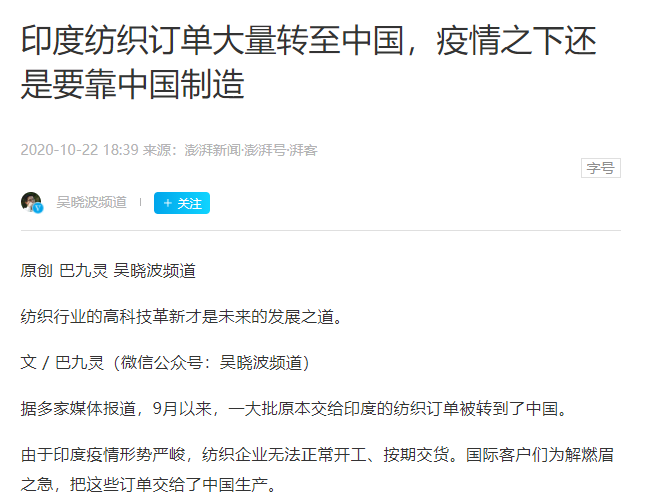 印度纺织订单大量转至中国，疫情之下还
是要靠中国制造
2020-10-22 18:39 来源：澎湃新闻·澎湃号·湃客
字号
吴晓波频道
+ 关注
原创 巴九灵 吴晓波频道
纺织行业的高科技革新才是未来的发展之道。
文 / 巴九灵（微信公众号：吴晓波频道）
据多家媒体报道，9月以来，一大批原本交给印度的纺织订单被转到了中国。
由于印度疫情形势严峻，纺织企业无法正常开工、按期交货。国际客户们为解燃眉
之急，把这些订单交给了中国生产。